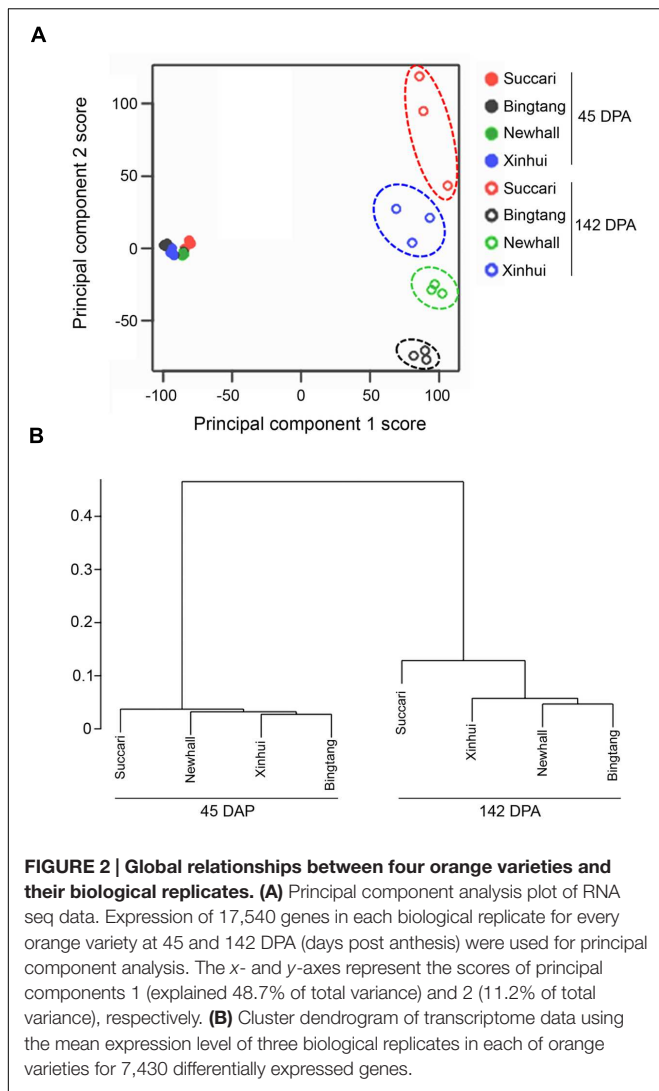 A
Principal component 2 score
100
50
0
-50
-100
-50
0
50
100
Principal component 1 score
Succari
Bingtang
Newhall
Xinhui
45 DPA
Succari
Bingtang
Newhall
Xinhui
142 DPA
B
0.4
0.3
0.2
0.1
0
Succari
Newhall
Xinhui
Bingtang
45 DAP
Succari
Xinhui
Newhall
Bingtang
142 DPA
FIGURE 2 | Global relationships between four orange varieties and
their biological replicates. (A) Principal component analysis plot of RNA
seq data. Expression of 17,540 genes in each biological replicate for every
orange variety at 45 and 142 DPA (days post anthesis) were used for principal
component analysis. The x- and y-axes represent the scores of principal
components 1 (explained 48.7% of total variance) and 2 (11.2% of total
variance), respectively. (B) Cluster dendrogram of transcriptome data using
the mean expression level of three biological replicates in each of orange
varieties for 7,430 differentially expressed genes.